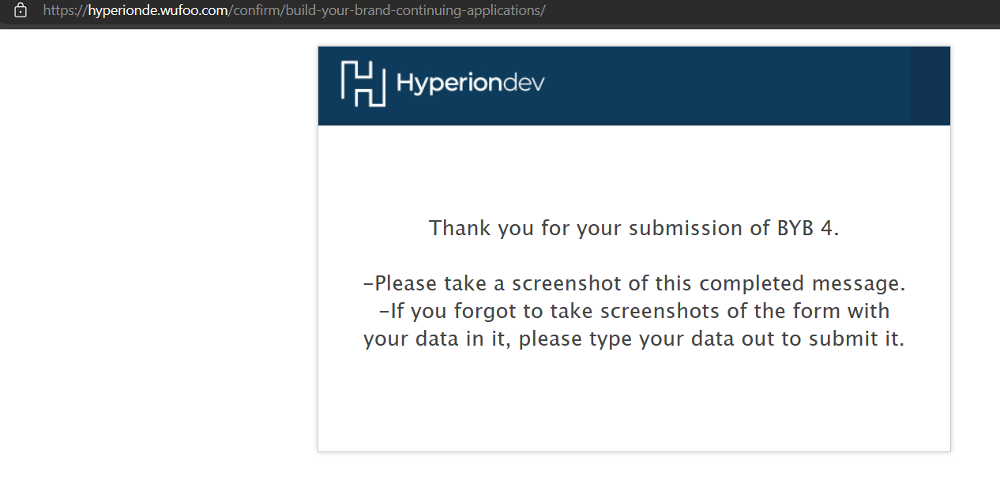 https://hyperionde.wufoo.com/confirm/build-your-brand-continuing-applications/
Hyperiondev
Thank you for your submission of BYB 4.
-Please take a screenshot of this completed message.
-If you forgot to take screenshots of the form with
your data in it, please type your data out to submit it.